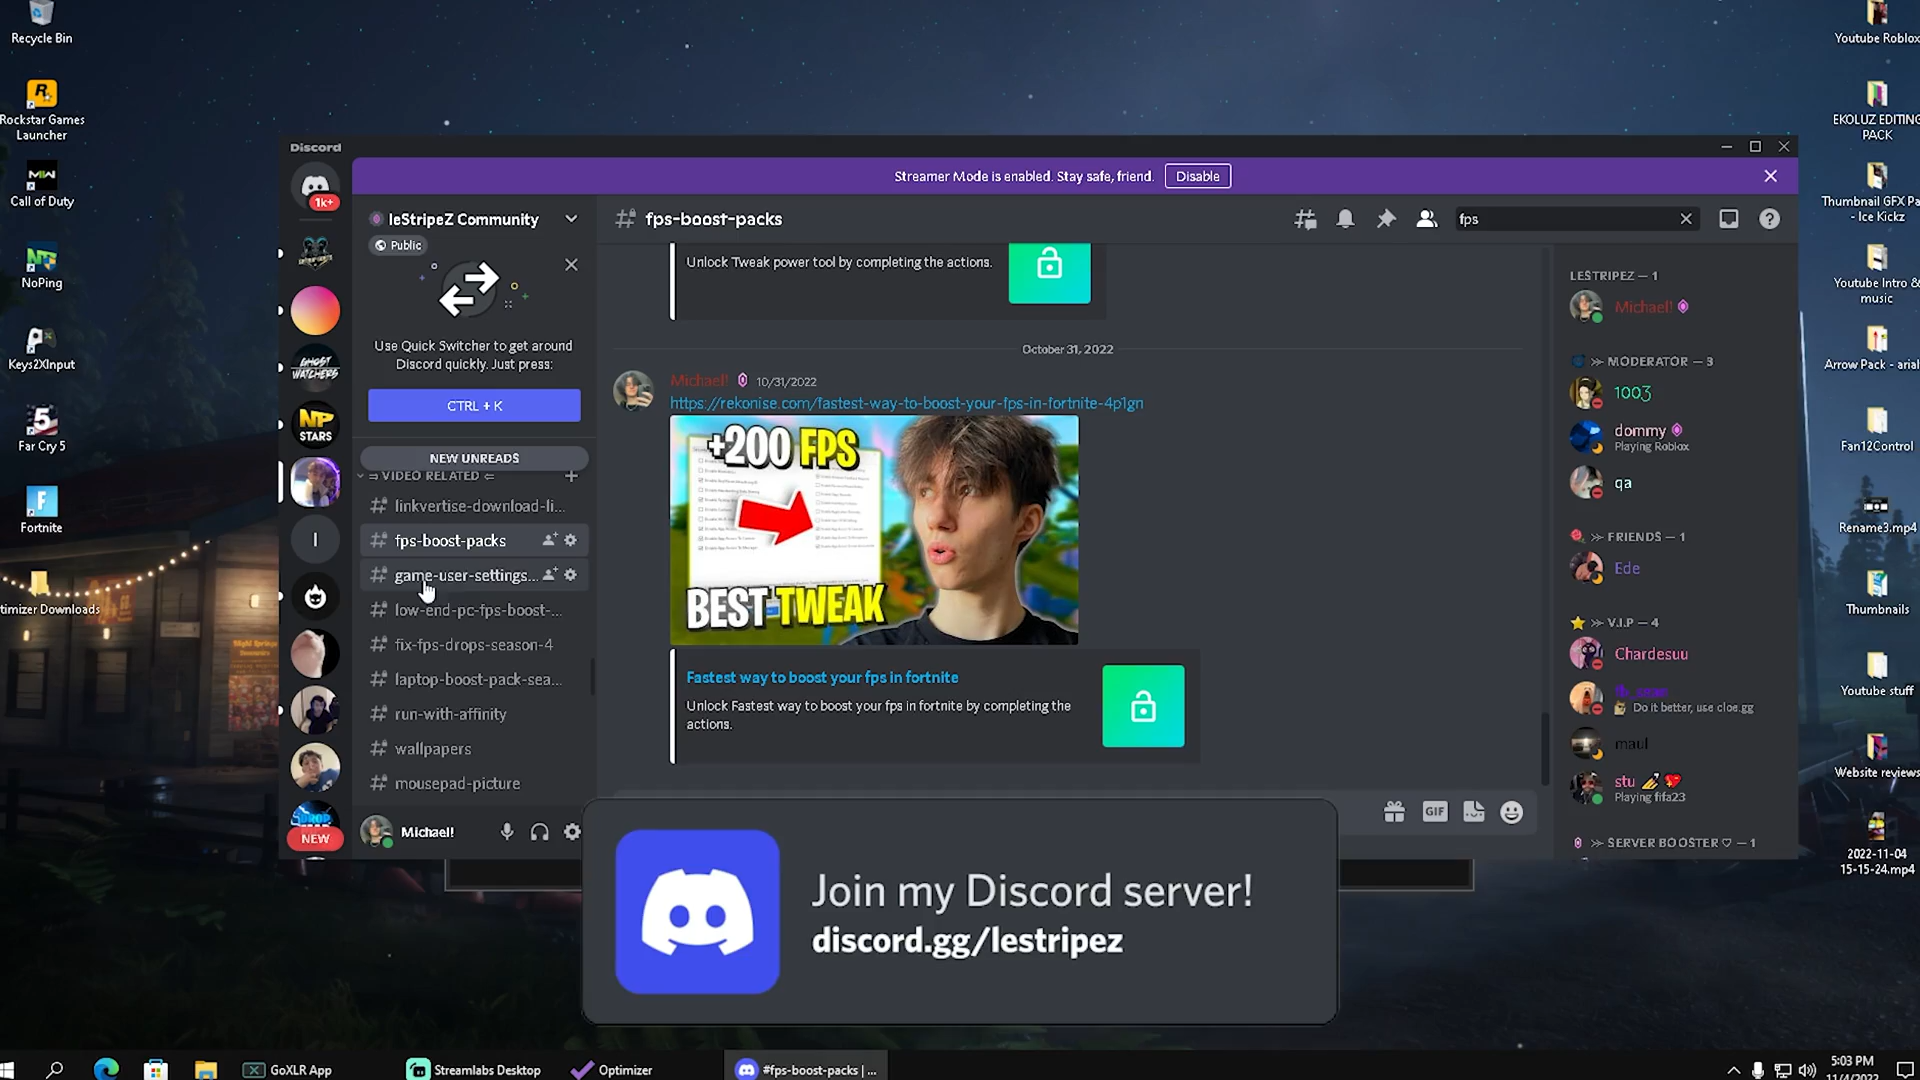 Recycle Bin
Rockstar Games
Launcher
Call of Duty
NoPing
Keys2XInput
Far Cry 5
Fortnite
timizer Downloads
Discord
Streamer Mode is enabled. Stay safe, friend.
Disable
1k+
GHOST
WATCHERS
NP
STARS
I
NEW
leStripeZ Community
Public
Use Quick Switcher to get around
Discord quickly. Just press:
CTRL + K
NEW UNREADS
VIDEO RELATED
linkvertise-download-li...
fps-boost-packs
game-user-settings...
low-end-pc-fps-boost-...
fix-fps-drops-season-4
laptop-boost-pack-sea...
run-with-affinity
wallpapers
mousepad-picture
Michael!
fps-boost-packs
fps
Unlock Tweak power tool by completing the actions.
October 31, 2022
Michael! 10/31/2022
https://rekonise.com/fastest-way-to-boost-your-fps-in-fortnite-4p1gn
+200 FPS
BEST TWEAK
Fastest way to boost your fps in fortnite
Unlock Fastest way to boost your fps in fortnite by completing the
actions.
GIF
LESTRIPEZ — 1
Michael!
MODERATOR — 3
1003
dommy
Playing Roblox
qa
FRIENDS — 1
Ede
V.I.P — 4
Chardesuu
Do it better, use cloe.gg
maul
stu
Playing fifa23
SERVER BOOSTER ♡ — 1
Youtube Roblox
EKOLUZ EDITING
PACK
Thumbnail GFX Pa
- Ice Kickz
Youtube Intro &
music
Arrow Pack - arial
Fan12Control
Rename3.mp4
Thumbnails
Youtube stuff
Website reviews
2022-11-04
15-15-24.mp4
Join my Discord server!
discord.gg/lestripez
GoXLR App
Streamlabs Desktop
Optimizer
#fps-boost-packs | ...
5:03 PM
11/4/2022